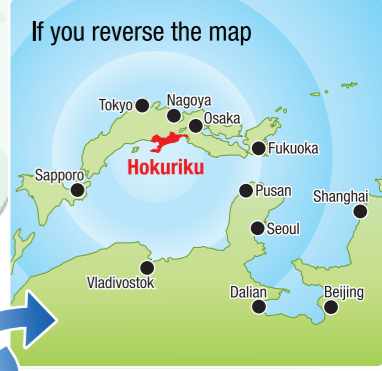 If you reverse the map
Tokyo
Nagoya
Osaka
Fukuoka
Hokuriku
Sapporo
Pusan
Shanghai
Seoul
Vladivostok
Dalian
Beijing